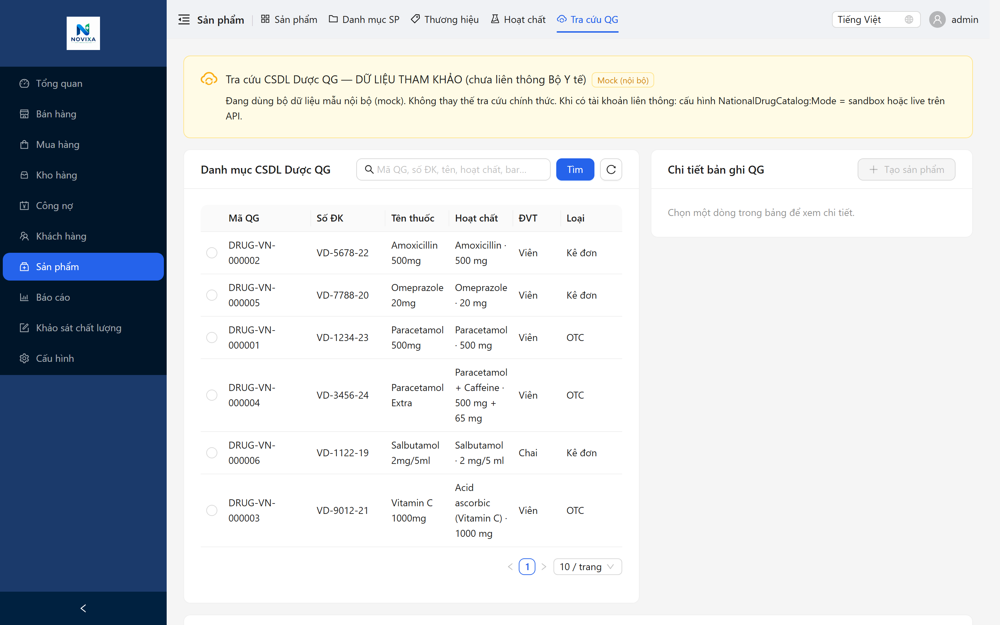 NOVIXA
Tổng quan
Bán hàng
Mua hàng
Kho hàng
Công nợ
Khách hàng
Sản phẩm
Báo cáo
Khảo sát chất lượng
Cấu hình
Sản phẩm
Sản phẩm
Danh mục SP
Thương hiệu
Hoạt chất
Tra cứu QG
Tiếng Việt
admin
Tra cứu CSDL Dược QG — DỮ LIỆU THAM KHẢO (chưa liên thông Bộ Y tế) Mock (nội bộ)
Đang dùng bộ dữ liệu mẫu nội bộ (mock). Không thay thế tra cứu chính thức. Khi có tài khoản liên thông: cấu hình NationalDrugCatalog:Mode = sandbox hoặc live trên
API.
Danh mục CSDL Dược QG
Mã QG, số ĐK, tên, hoạt chất, bar...
Tìm
Mã QG Số ĐK Tên thuốc Hoạt chất ĐVT Loại
DRUG-VN-
000002
VD-5678-22
Amoxicillin
500mg
Amoxicillin ·
500 mg
Viên
Kê đơn
DRUG-VN-
000005
VD-7788-20
Omeprazole
20mg
Omeprazole
· 20 mg
Viên
Kê đơn
DRUG-VN-
000001
VD-1234-23
Paracetamol
500mg
Paracetamol
· 500 mg
Viên
OTC
DRUG-VN-
000004
VD-3456-24
Paracetamol
Extra
Paracetamol
+ Caffeine ·
500 mg +
65 mg
Viên
OTC
DRUG-VN-
000006
VD-1122-19
Salbutamol
2mg/5ml
Salbutamol
· 2 mg/5 ml
Chai
Kê đơn
DRUG-VN-
000003
VD-9012-21
Vitamin C
1000mg
Acid
ascorbic
(Vitamin C) ·
1000 mg
Viên
OTC
1
10 / trang
Chi tiết bản ghi QG
Tạo sản phẩm
Chọn một dòng trong bảng để xem chi tiết.